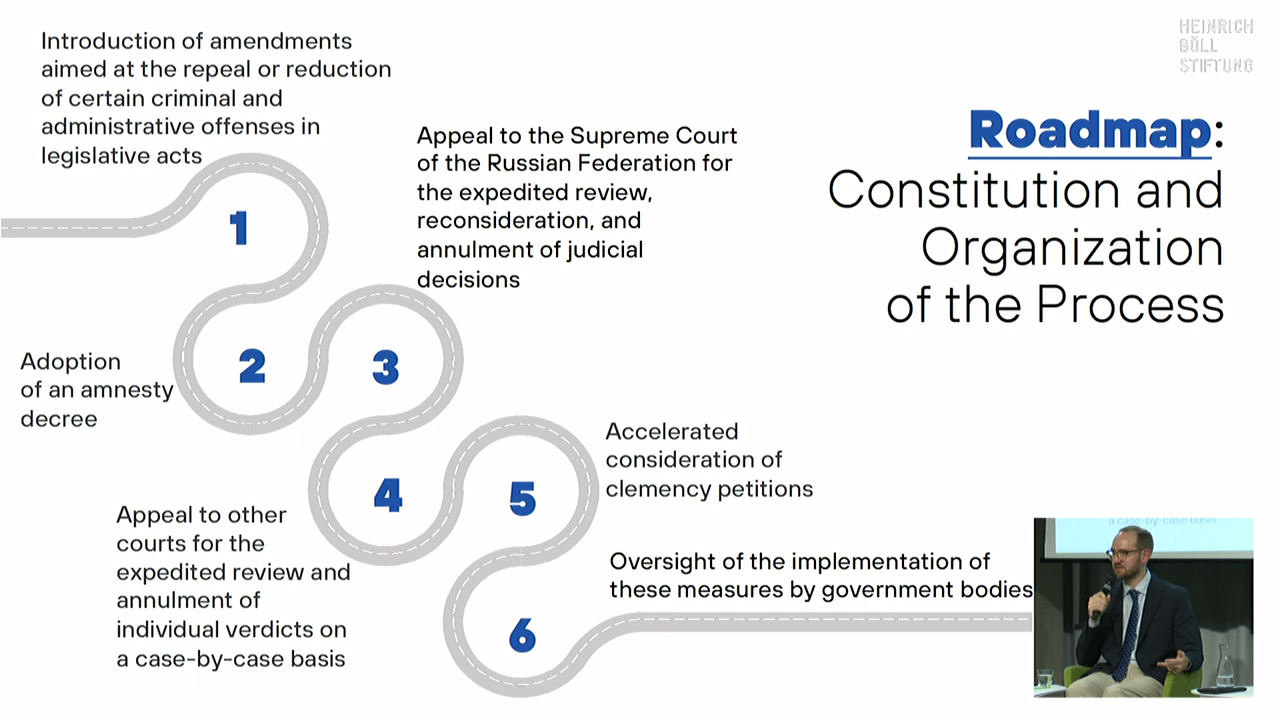 HEINRICH
BÖLL
STIFTUNG
Roadmap:
Constitution and
Organization
of the Process
Introduction of amendments
aimed at the repeal or reduction
of certain criminal and
administrative offenses in
legislative acts
1
Adoption
of an amnesty
decree
2
Appeal to the Supreme Court
of the Russian Federation for
the expedited review,
reconsideration, and
annulment of judicial
decisions
3
Appeal to other
courts for the
expedited review and
annulment of
individual verdicts on
a case-by-case basis
4
Accelerated
consideration of
clemency petitions
5
Oversight of the implementation of
these measures by government bodies
6
a case-by-case basis